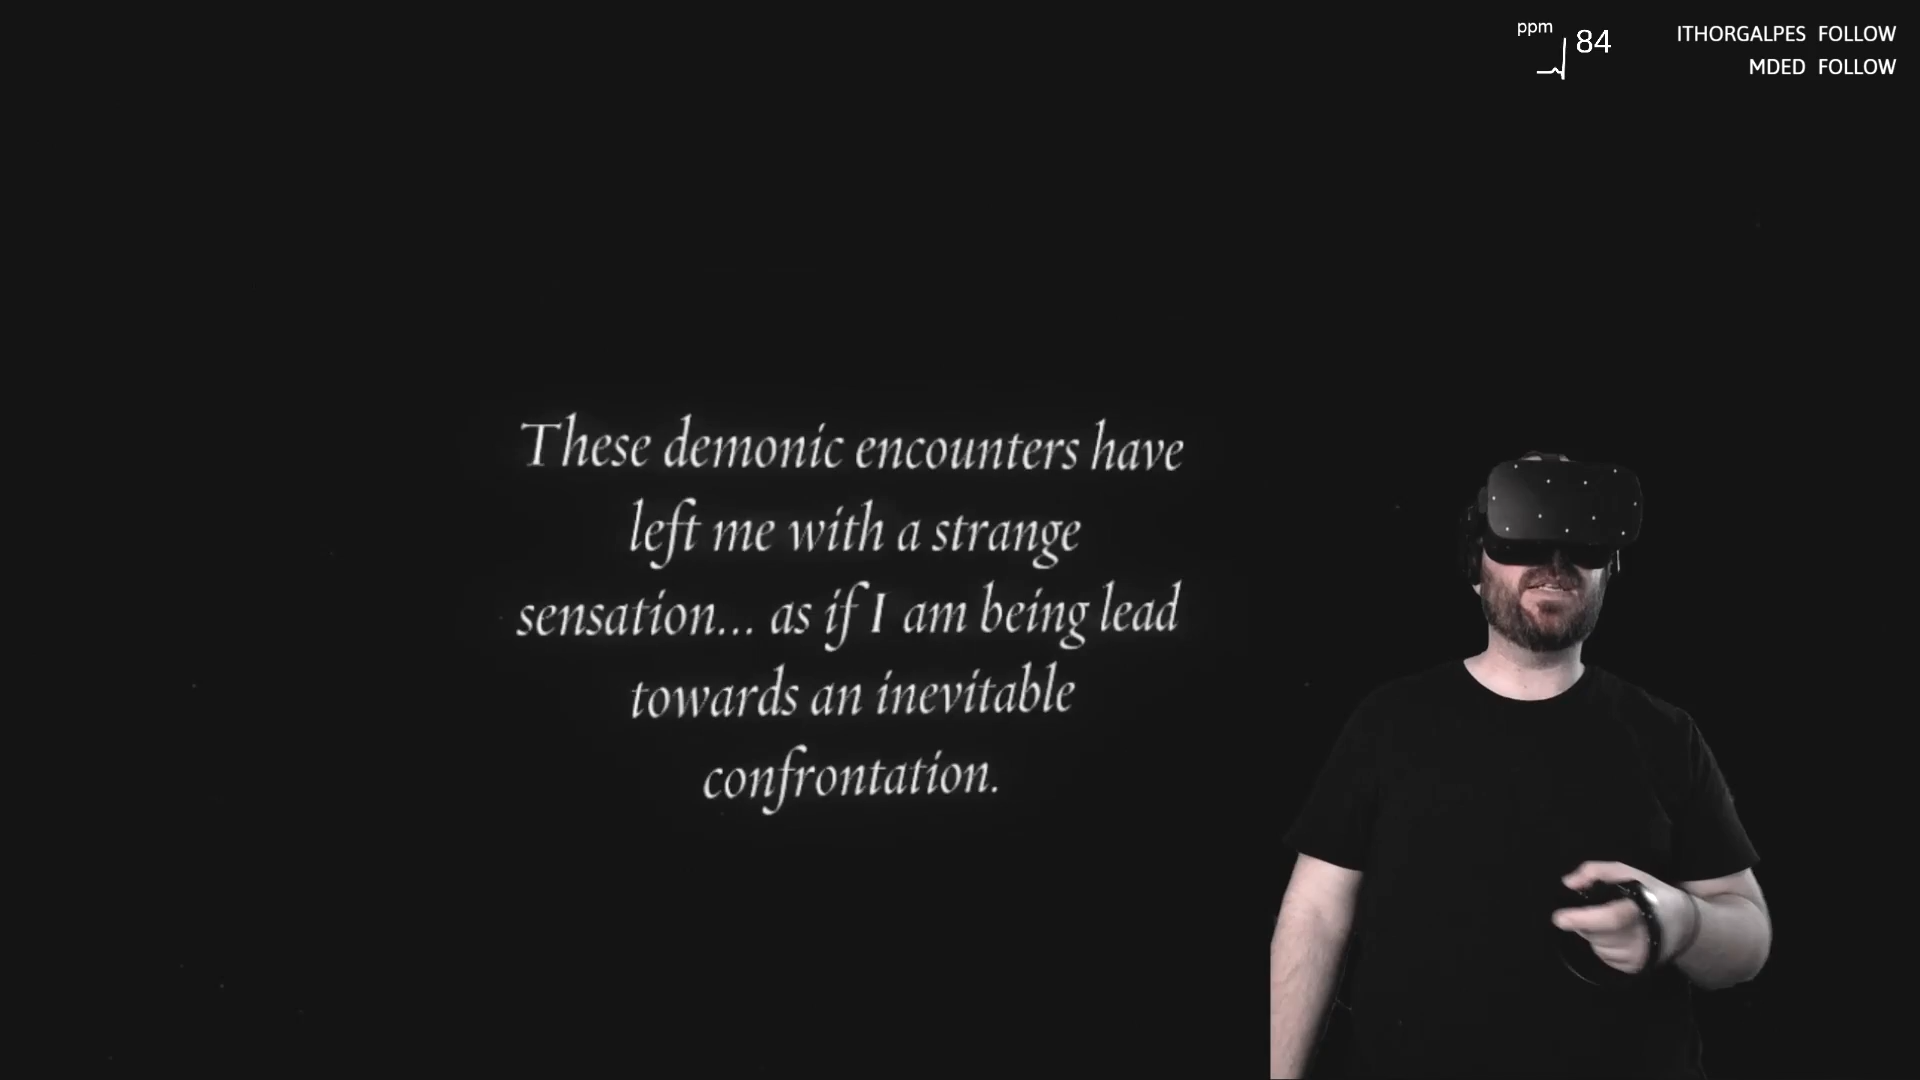 ppm
84
ITHORGALPES FOLLOW
MDED FOLLOW
These demonic encounters have
left me with a strange
sensation... as if I am being lead
towards an inevitable
confrontation.